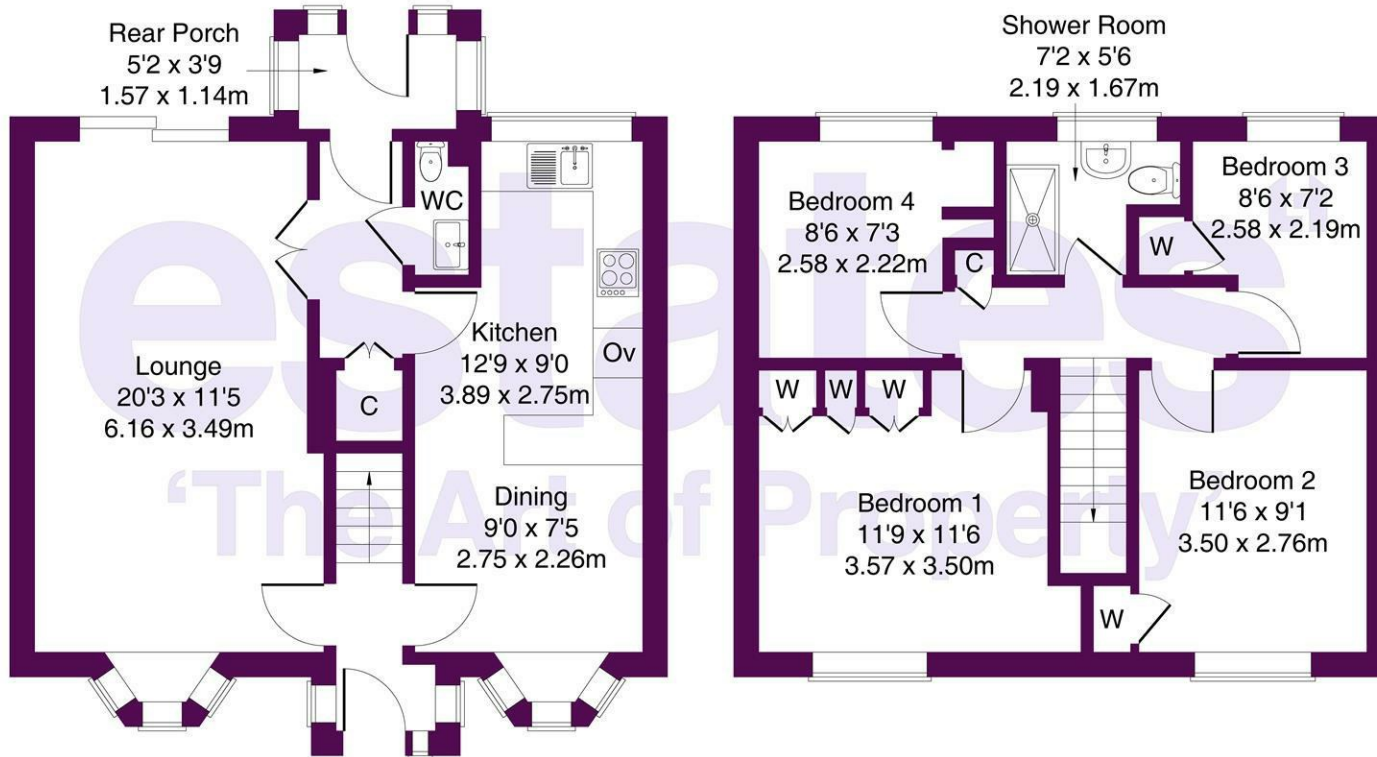 Rear Porch
5'2 x 3'9
1.57 x 1.14m
WC
Lounge
20'3 x 11'5
6.16 x 3.49m
Kitchen
12'9 x 9'0
3.89 x 2.75m
Ov
C
Dining
9'0 x 7'5
2.75 x 2.26m
Shower Room
7'2 x 5'6
2.19 x 1.67m
Bedroom 4
8'6 x 7'3
2.58 x 2.22m
C
W
Bedroom 3
8'6 x 7'2
2.58 x 2.19m
W
W
W
Bedroom 1
11'9 x 11'6
3.57 x 3.50m
Bedroom 2
11'6 x 9'1
3.50 x 2.76m
W
estates
‘The Art of Property’